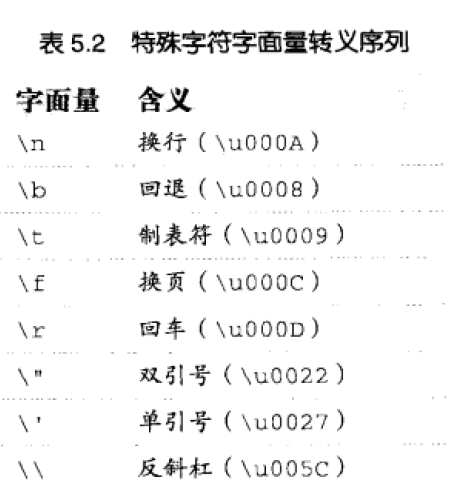 表 5.2 特殊字符字面量转义序列
字面量 含义
\n 换行（\u000A）
\b 回退（\u0008）
\t 制表符（\u0009）
\f 换页（\u000C）
\r 回车（\u000D）
\" 双引号（\u0022）
\' 单引号（\u0027）
\\ 反斜杠（\u005C）